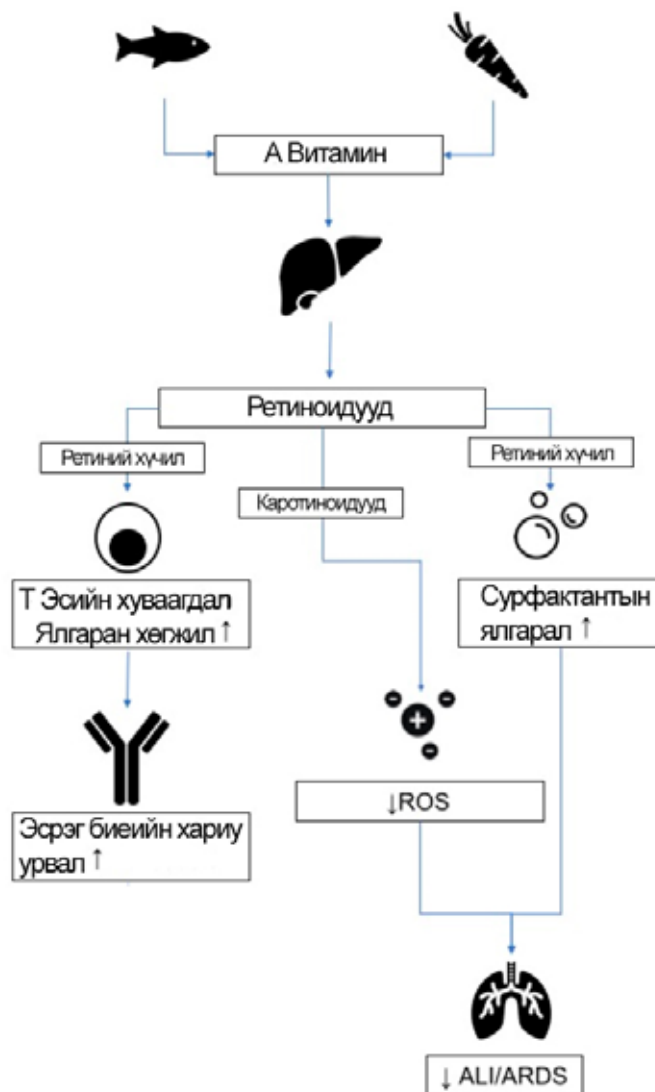 А Витамин
Ретиноидууд
Ретиний хүчил
Ретиний хүчил
Каротиноидууд
Т Эсийн хуваагдал
Ялгаран хөгжил ↑
Сурфактантын
ялгарал ↑
Эсрэг биеийн хариу
урвал ↑
↓ROS
↓ ALI/ARDS